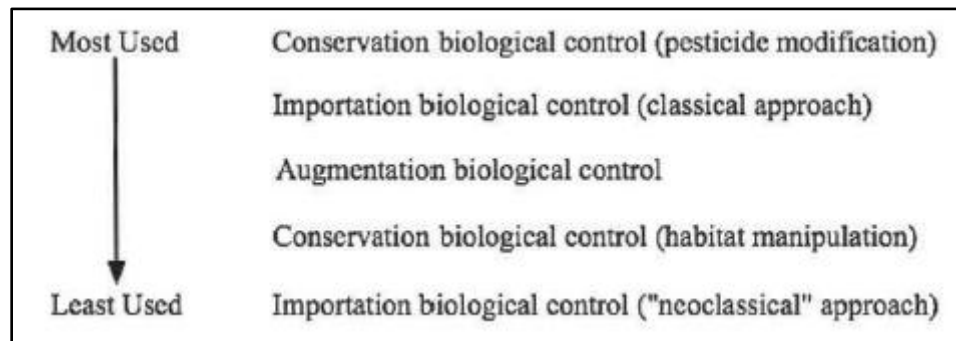 Most Used Conservation biological control (pesticide modification)
Importation biological control (classical approach)
Augmentation biological control
Conservation biological control (habitat manipulation)
Least Used Importation biological control ("neoclassical" approach)